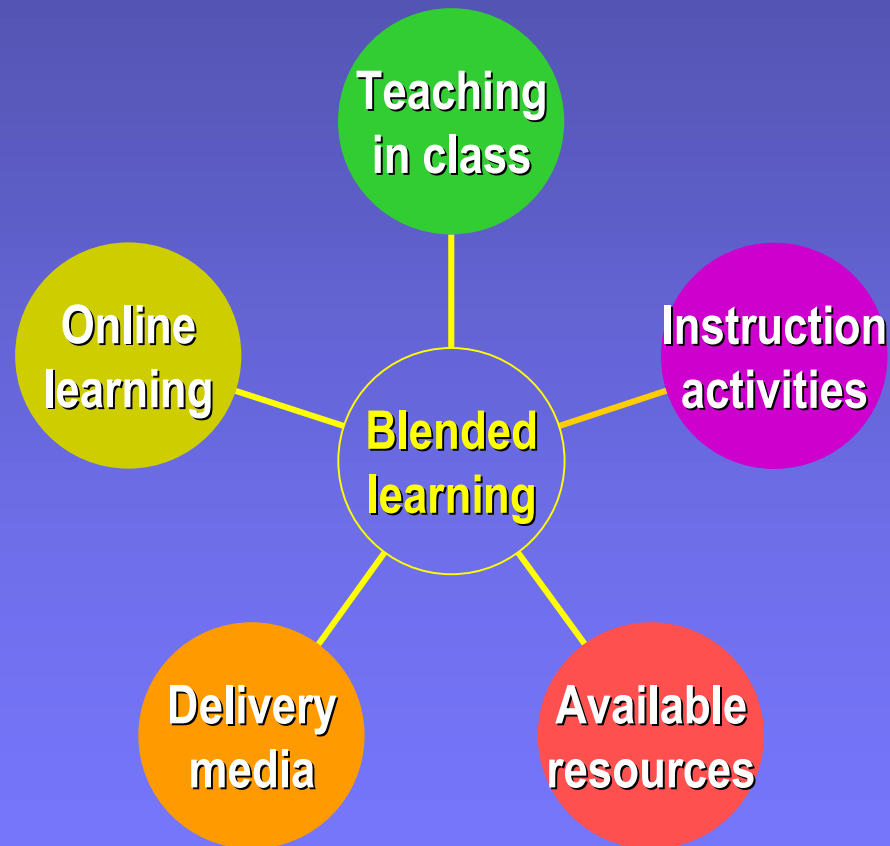 Teaching
in class
Online
learning
Instruction
activities
Blended
learning
Delivery
media
Available
resources